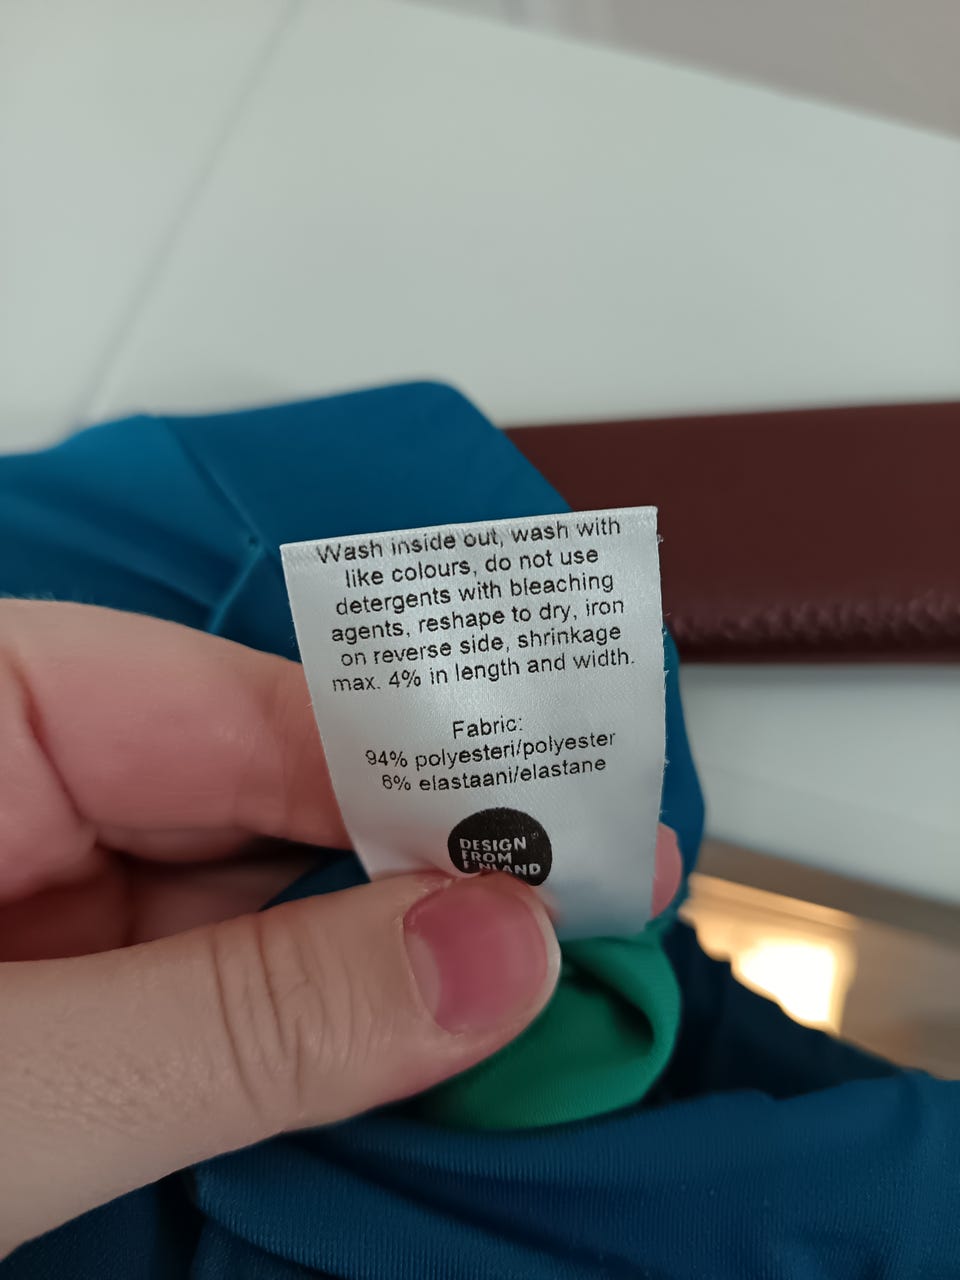 Wash inside out, wash with
like colours, do not use
detergents with bleaching
agents, reshape to dry, iron
on reverse side, shrinkage
max. 4% in length and width.
Fabric:
94% polyesteri/polyester
6% elastaani/elastane
DESIGN
FROM
FINLAND